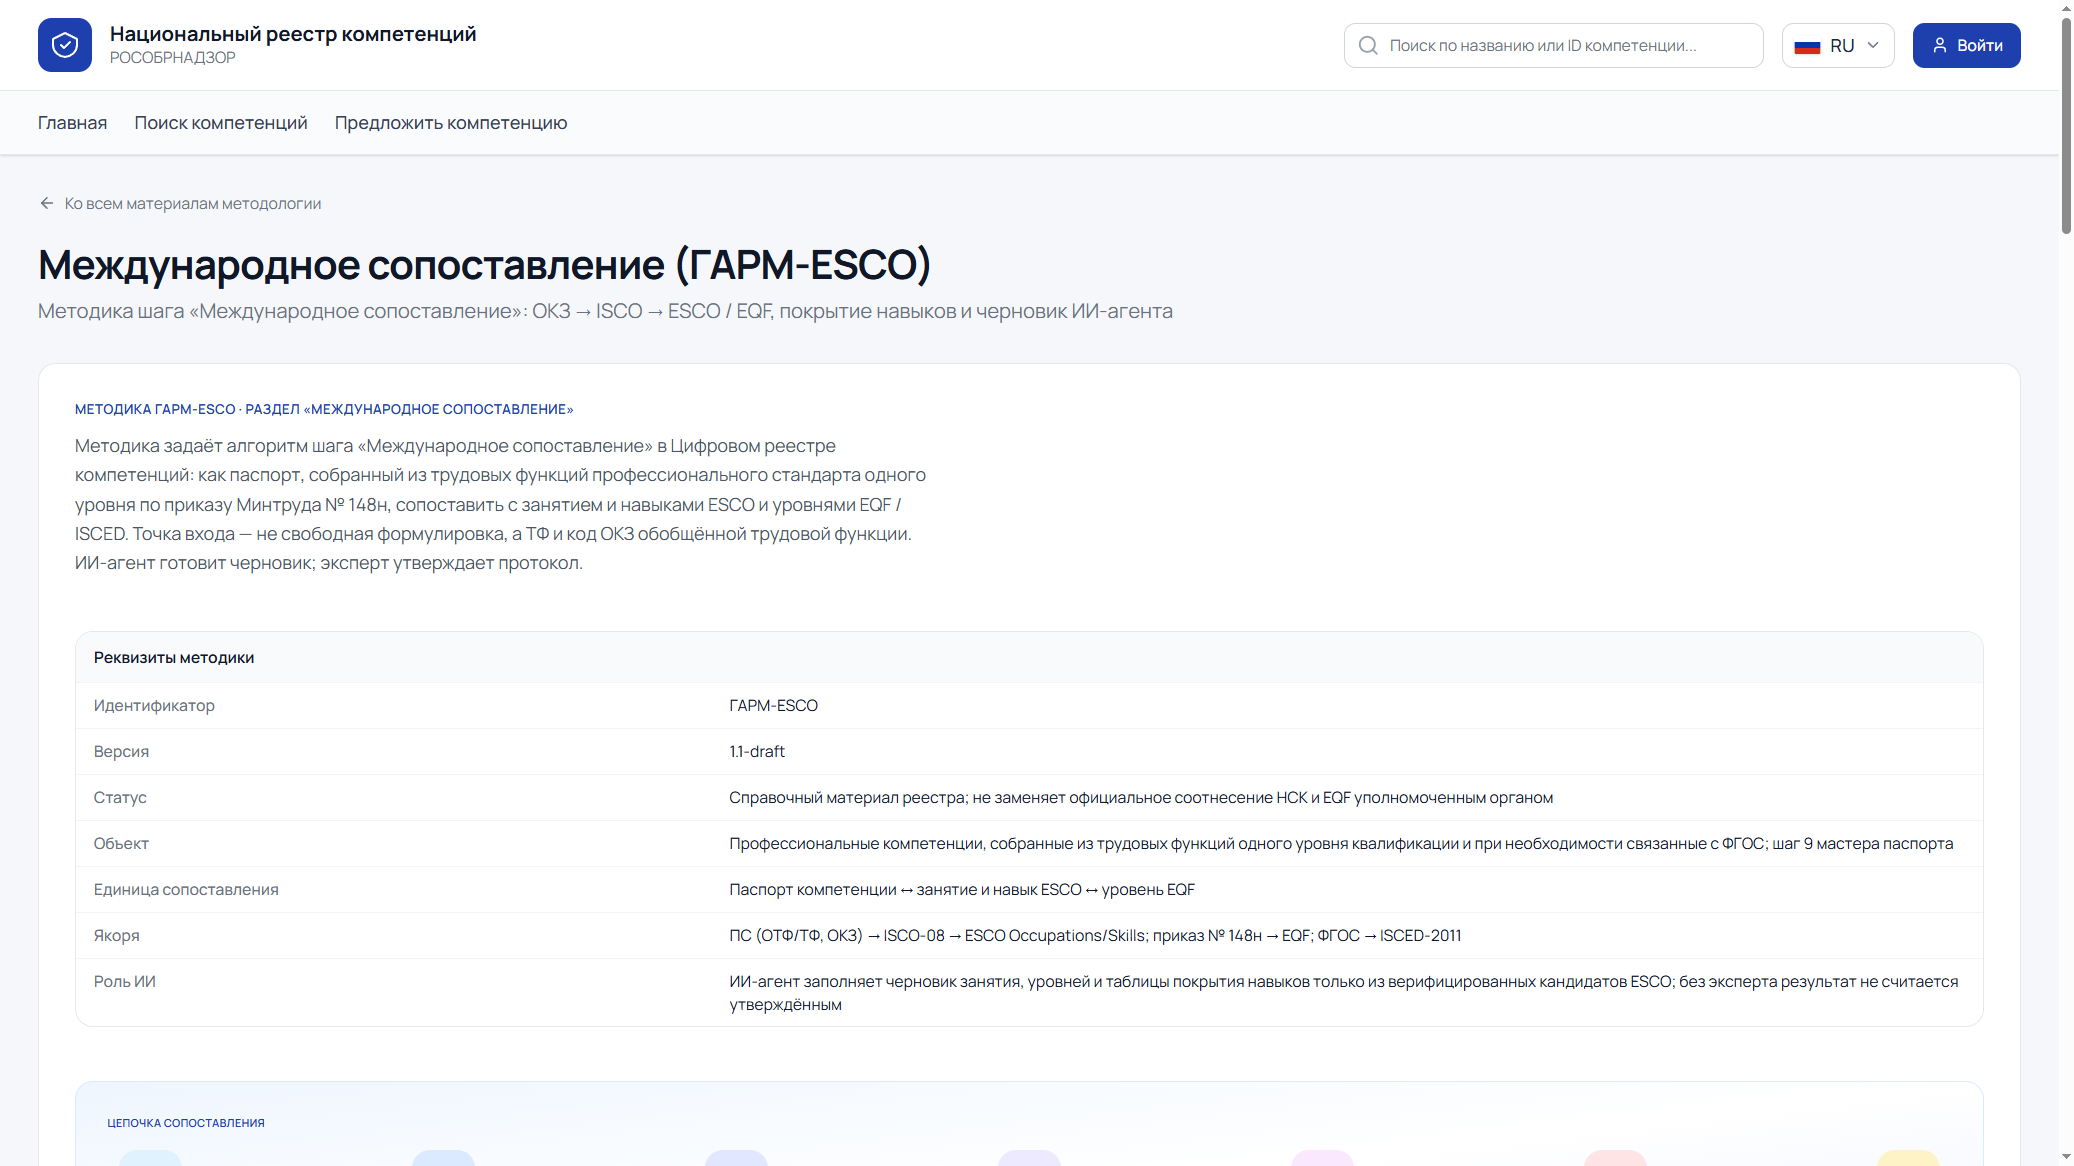 Национальный реестр компетенций
РОСОБРНАДЗОР
Поиск по названию или ID компетенции...
RU
Войти
Главная
Поиск компетенций
Предложить компетенцию
← Ко всем материалам методологии
Международное сопоставление (ГАРМ-ESCO)
Методика шага «Международное сопоставление»: ОКЗ → ISCO → ESCO / EQF, покрытие навыков и черновик ИИ-агента
МЕТОДИКА ГАРМ-ESCO · РАЗДЕЛ «МЕЖДУНАРОДНОЕ СОПОСТАВЛЕНИЕ»
Методика задаёт алгоритм шага «Международное сопоставление» в Цифровом реестре
компетенций: как паспорт, собранный из трудовых функций профессионального стандарта одного
уровня по приказу Минтруда № 148н, сопоставить с занятием и навыками ESCO и уровнями EQF /
ISCED. Точка входа — не свободная формулировка, а ТФ и код ОКЗ обобщённой трудовой функции.
ИИ-агент готовит черновик; эксперт утверждает протокол.
Реквизиты методики
Идентификатор ГАРМ-ESCO
Версия 1.1-draft
Статус Справочный материал реестра; не заменяет официальное соотнесение НСК и EQF уполномоченным органом
Объект Профессиональные компетенции, собранные из трудовых функций одного уровня квалификации и при необходимости связанные с ФГОС; шаг 9 мастера паспорта
Единица сопоставления Паспорт компетенции ↔ занятие и навык ESCO ↔ уровень EQF
Якоря ПС (ОТФ/ТФ, ОКЗ) → ISCO-08 → ESCO Occupations/Skills; приказ № 148н → EQF; ФГОС → ISCED-2011
Роль ИИ ИИ-агент заполняет черновик занятия, уровней и таблицы покрытия навыков только из верифицированных кандидатов ESCO; без эксперта результат не считается
утверждённым
ЦЕПОЧКА СОПОСТАВЛЕНИЯ